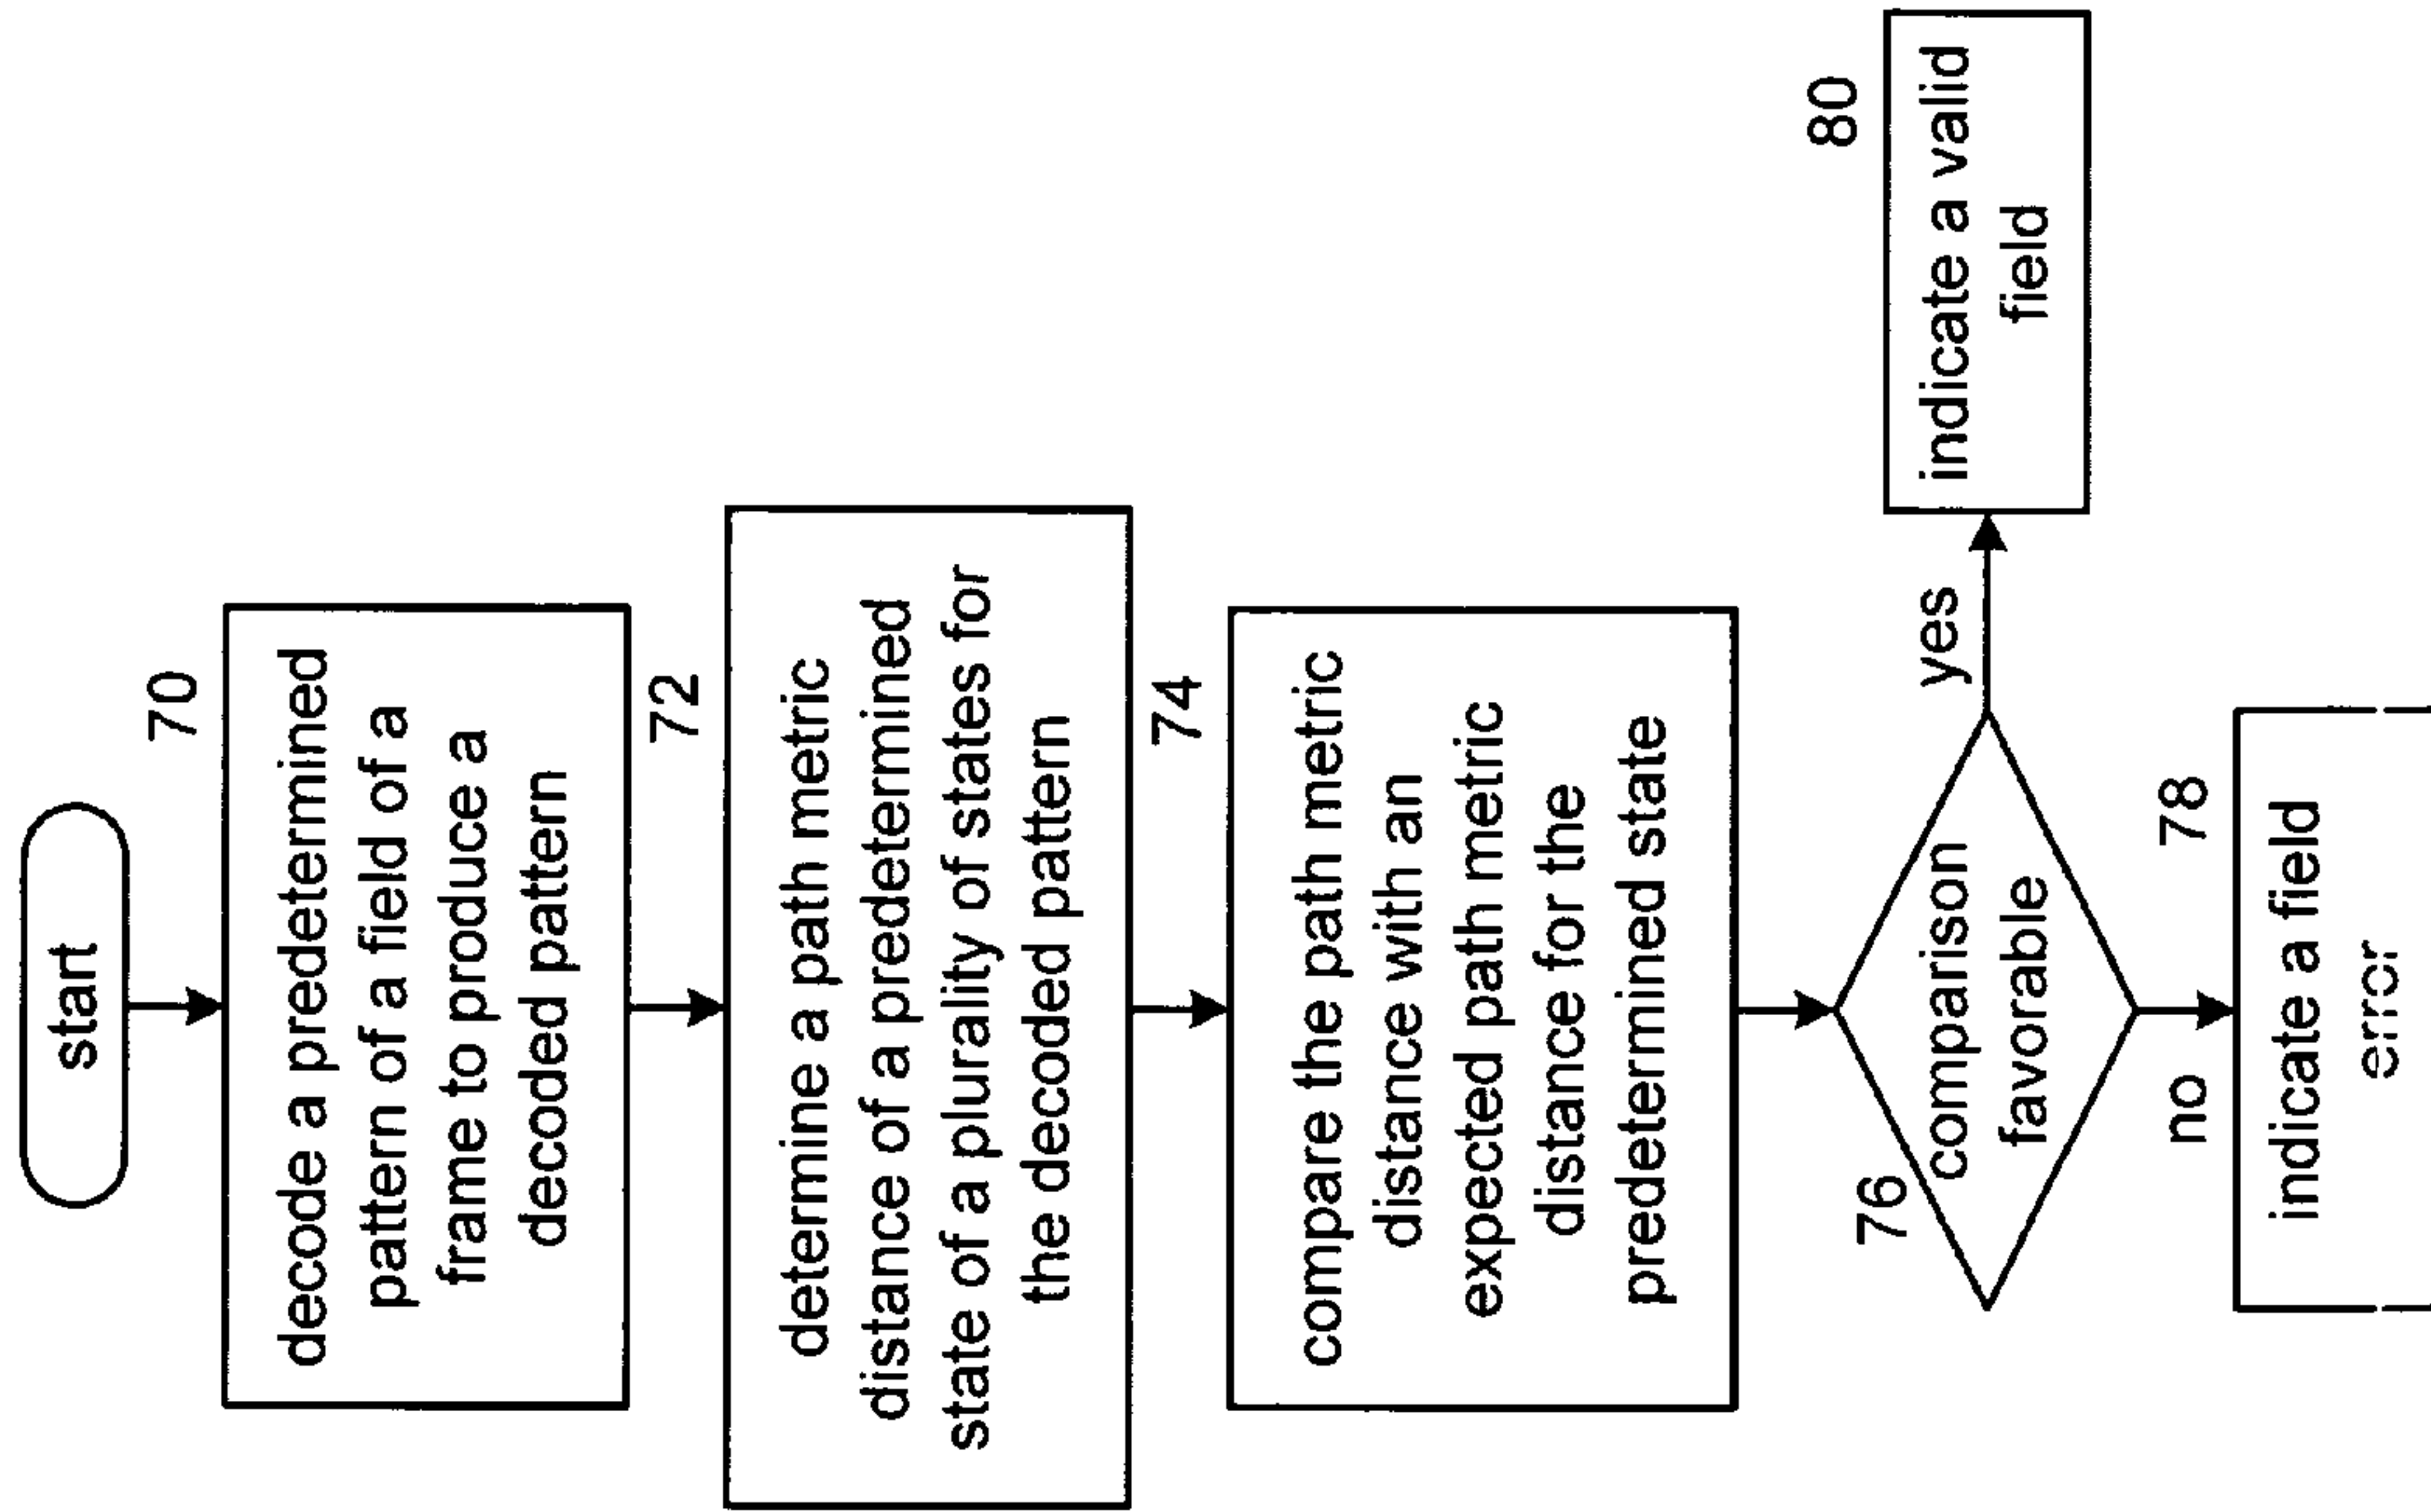 start
70
decode a predetermined
pattern of a field of a
frame to produce a
decoded pattern
72
determine a path metric
distance of a predetermined
state of a plurality of states for
the decoded pattern
74
compare the path metric
distance with an
expected path metric
distance for the
predetermined state
76
comparison
favorable
yes
80
indicate a valid
field
no
78
indicate a field
error